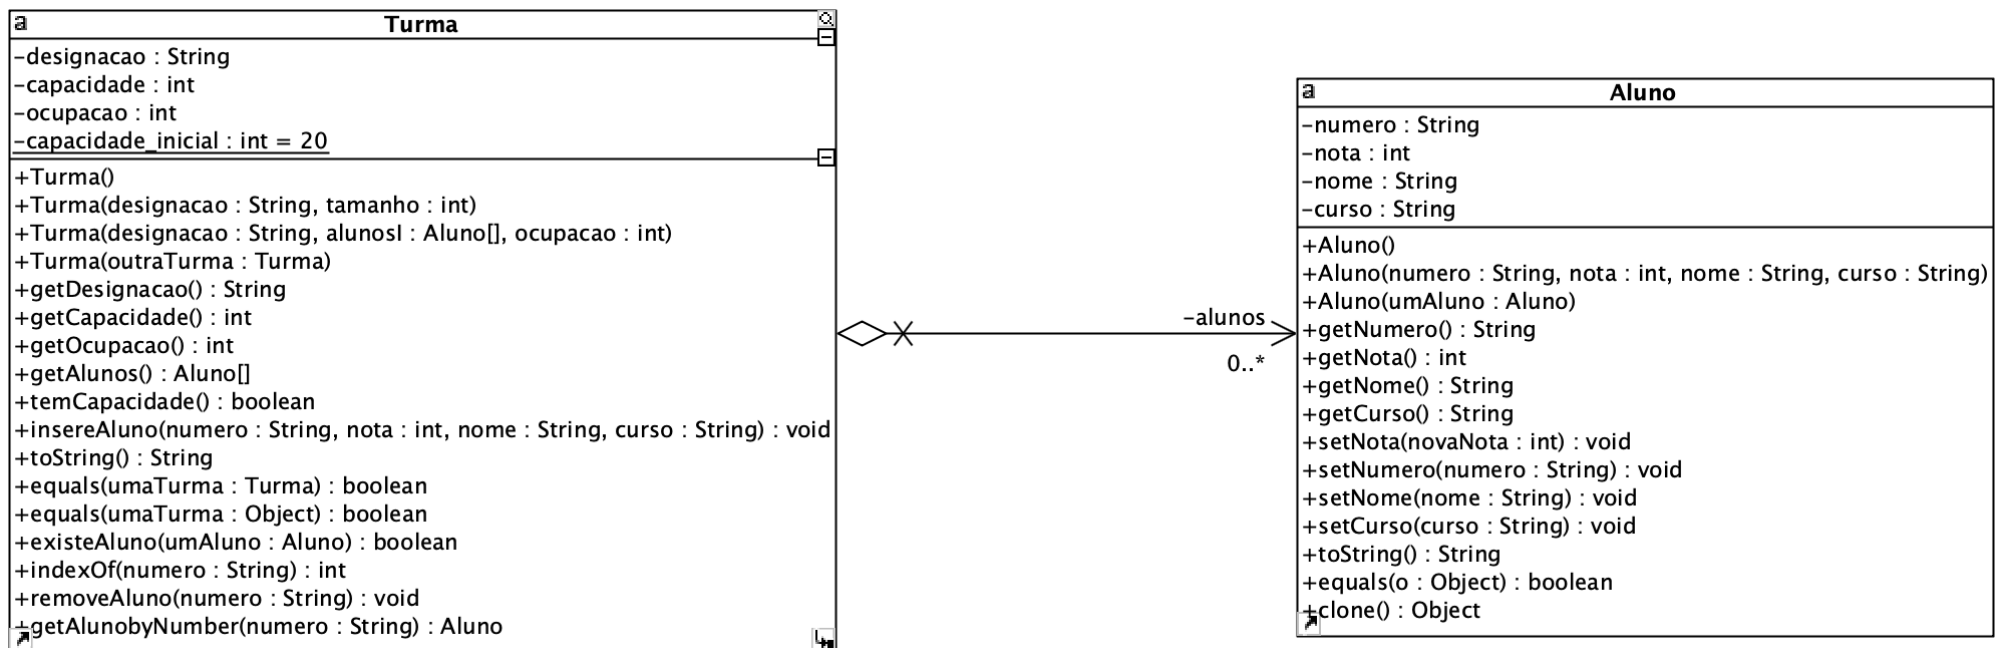 Turma
-designacao : String
-capacidade : int
-ocupacao : int
-capacidade_inicial : int = 20
+Turma()
+Turma(designacao : String, tamanho : int)
+Turma(designacao : String, alunosI : Aluno[], ocupacao : int)
+Turma(outraTurma : Turma)
+getDesignacao() : String
+getCapacidade() : int
+getOcupacao() : int
+getAlunos() : Aluno[]
+temCapacidade() : boolean
+insereAluno(numero : String, nota : int, nome : String, curso : String) : void
+toString() : String
+equals(umaTurma : Turma) : boolean
+equals(umaTurma : Object) : boolean
+existeAluno(umAluno : Aluno) : boolean
+indexOf(numero : String) : int
+removeAluno(numero : String) : void
+getAlunobyNumber(numero : String) : Aluno
-alunos
0..*
Aluno
-numero : String
-nota : int
-nome : String
-curso : String
+Aluno()
+Aluno(numero : String, nota : int, nome : String, curso : String)
+Aluno(umAluno : Aluno)
+getNumero() : String
+getNota() : int
+getNome() : String
+getCurso() : String
+setNota(novaNota : int) : void
+setNumero(numero : String) : void
+setNome(nome : String) : void
+setCurso(curso : String) : void
+toString() : String
+equals(o : Object) : boolean
+clone() : Object